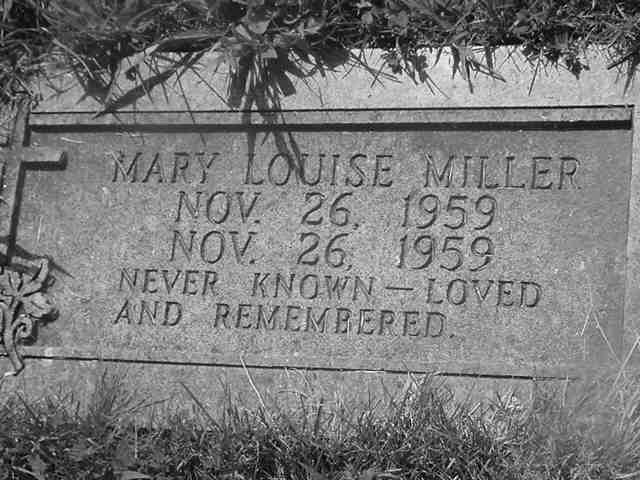 MARY LOUISE MILLER
NOV. 26, 1959
NOV. 26, 1959
NEVER KNOWN — LOVED
AND REMEMBERED.